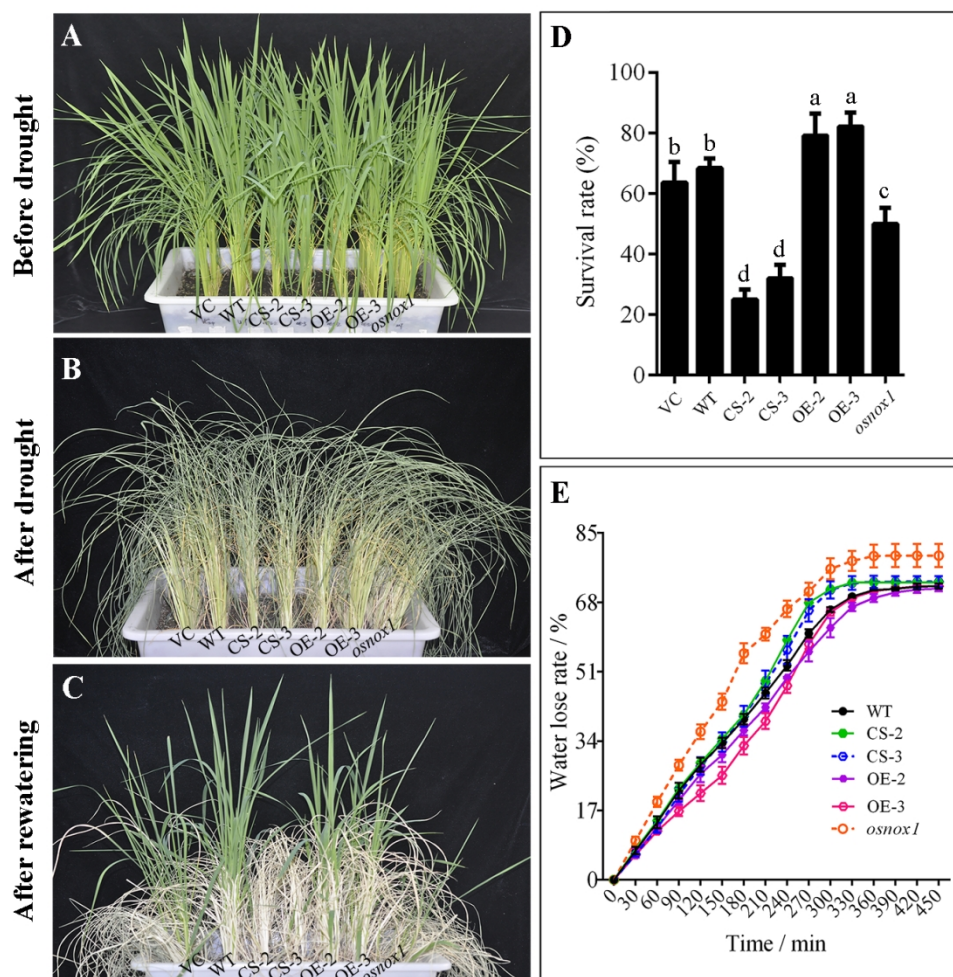 Before drought
A
VC WT CS-2 CS-3 OE-2 OE-3 osnox1
After drought
B
VC WT CS-2 CS-3 OE-2 OE-3 osnox1
After rewatering
C
VC WT CS-2 CS-3 OE-2 OE-3 osnox1
D
Survival rate (%)
100
80
60
40
20
0
b b d d a a c
VC WT CS-2 CS-3 OE-2 OE-3 osnox1
E
Water lose rate / %
85
68
51
34
17
0
WT
CS-2
CS-3
OE-2
OE-3
osnox1
0 30 60 90 120 150 180 210 240 270 300 330 360 390 420 450
Time / min